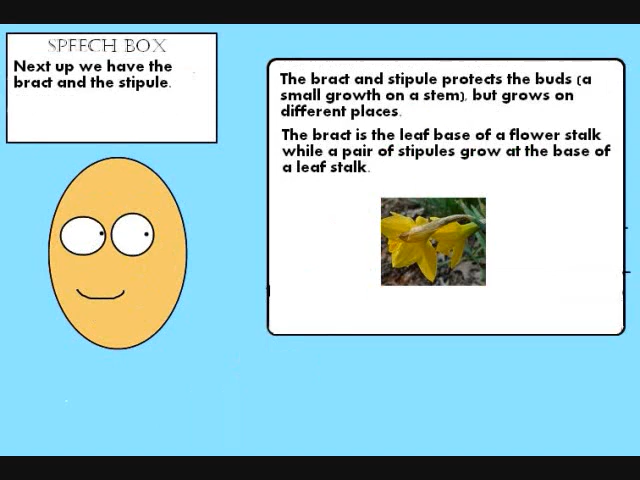 SPEECH BOX
Next up we have the
bract and the stipule.
The bract and stipule protects the buds (a
small growth on a stem), but grows on
different places.
The bract is the leaf base of a flower stalk
while a pair of stipules grow at the base of
a leaf stalk.